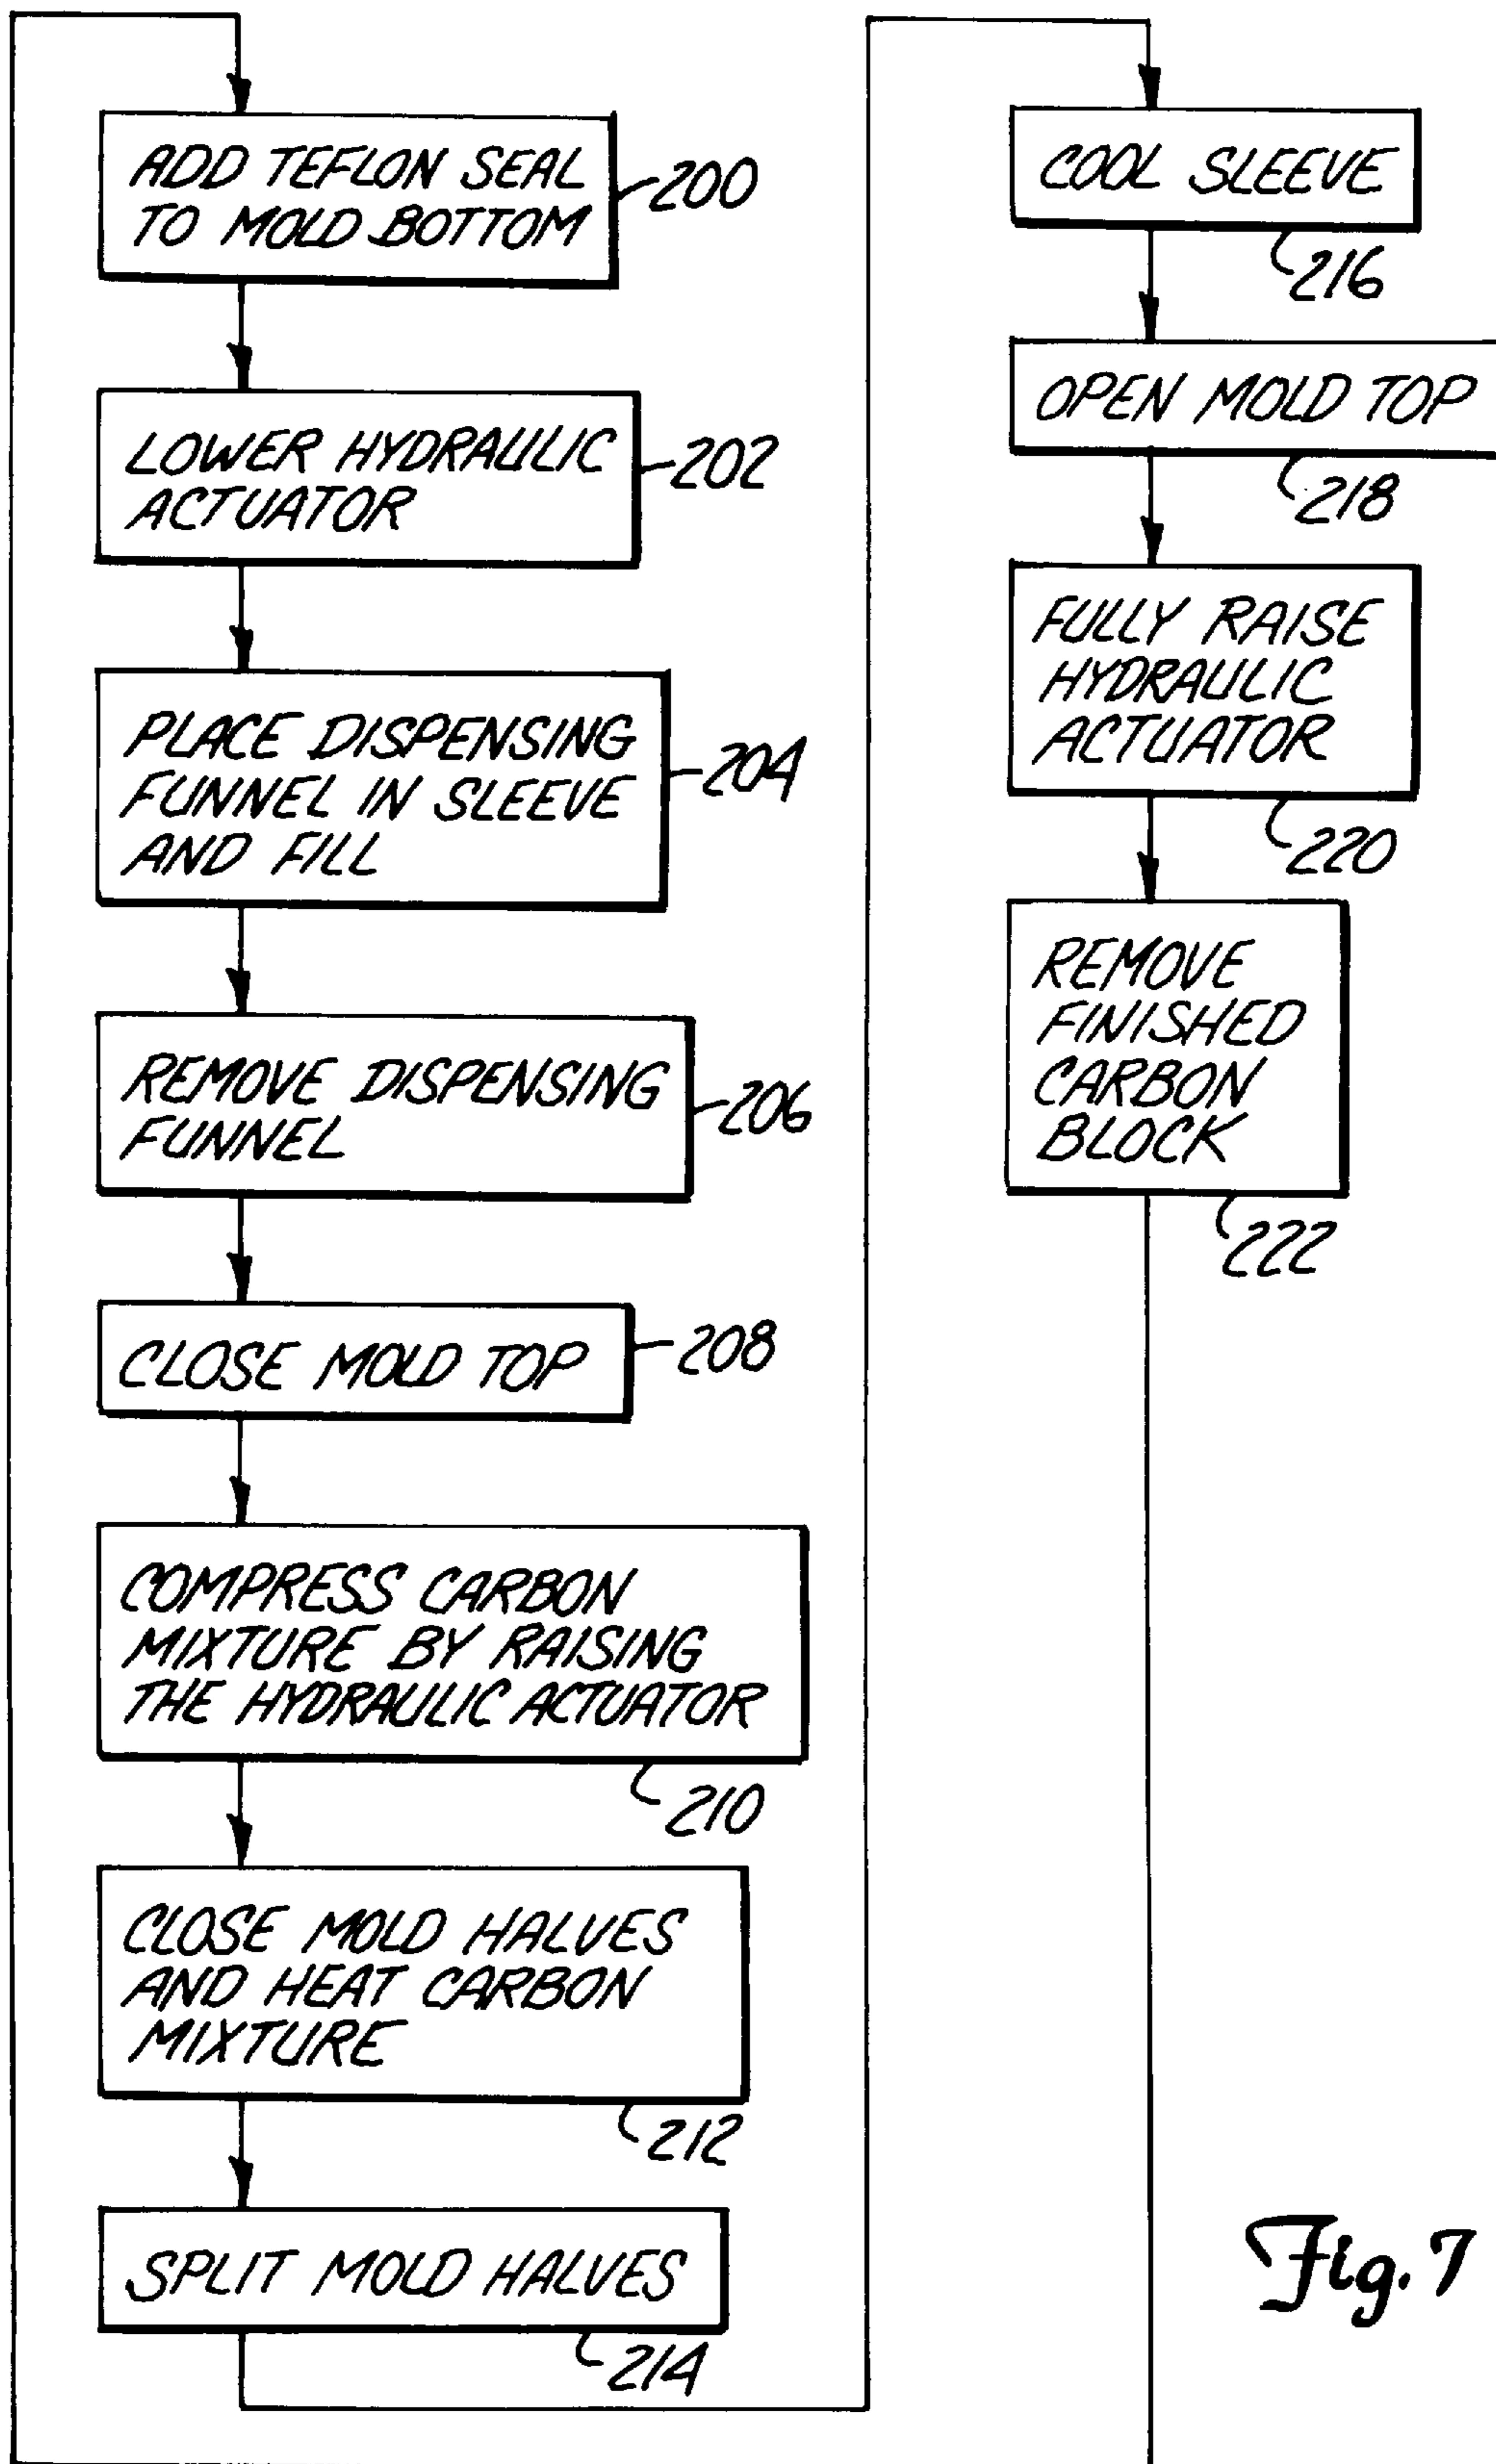 ADD TEFLON SEAL
TO MOLD BOTTOM
200
LOWER HYDRAULIC
ACTUATOR
202
PLACE DISPENSING
FUNNEL IN SLEEVE
AND FILL
204
REMOVE DISPENSING
FUNNEL
206
CLOSE MOLD TOP
208
COMPRESS CARBON
MIXTURE BY RAISING
THE HYDRAULIC ACTUATOR
210
CLOSE MOLD HALVES
AND HEAT CARBON
MIXTURE
212
SPLIT MOLD HALVES
214
COOL SLEEVE
216
OPEN MOLD TOP
218
FULLY RAISE
HYDRAULIC
ACTUATOR
220
REMOVE
FINISHED
CARBON
BLOCK
222
Fig. 7